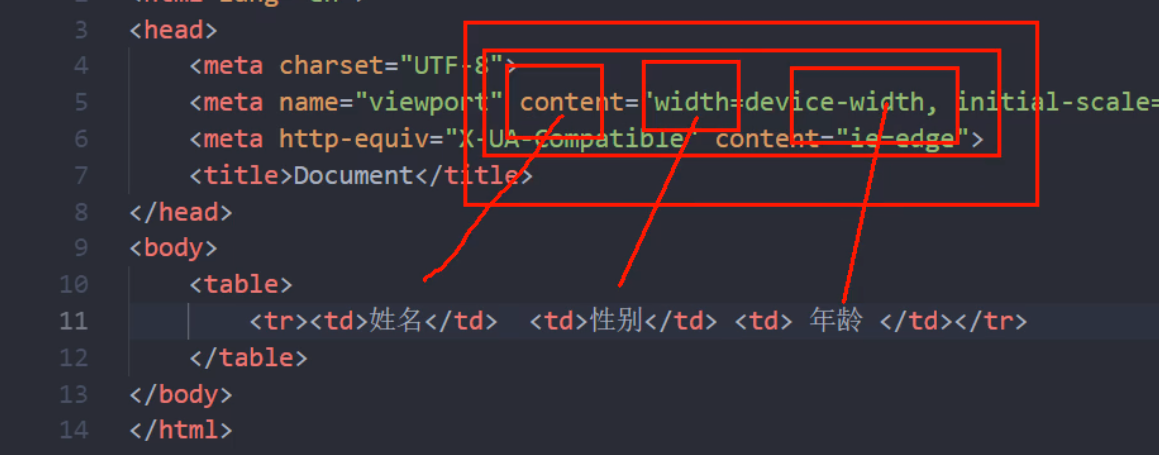 3 <head>
4 <meta charset="UTF-8">
5 <meta name="viewport" content="width=device-width, initial-scale=
6 <meta http-equiv="X-UA-Compatible" content="ie=edge">
7 <title>Document</title>
8 </head>
9 <body>
10 <table>
11 <tr><td>姓名</td> <td>性别</td> <td> 年龄 </td></tr>
12 </table>
13 </body>
14 </html>